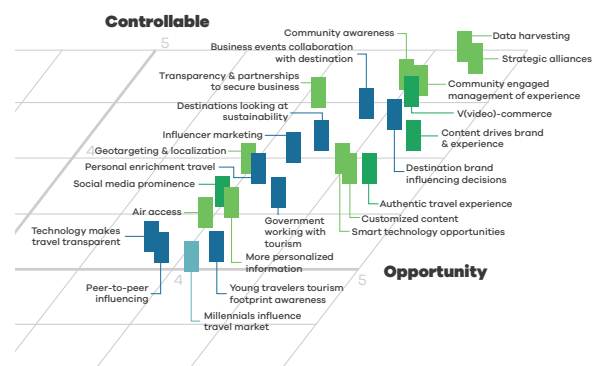 Controllable
Community awareness
Data harvesting
5
Business events collaboration
with destination
Strategic alliances
Transparency & partnerships
to secure business
Community engaged
management of experience
Destinations looking at
sustainability
V(video)-commerce
Influencer marketing
Content drives brand
& experience
Geotargeting & localization
4
Personal enrichment travel
Destination brand
influencing decisions
Social media prominence
Authentic travel experience
Air access
Customized content
Government
working with
tourism
Smart technology opportunities
Technology makes
travel transparent
More personalized
information
Opportunity
4
5
Peer-to-peer
influencing
Young travelers tourism
footprint awareness
Millennials influence
travel market